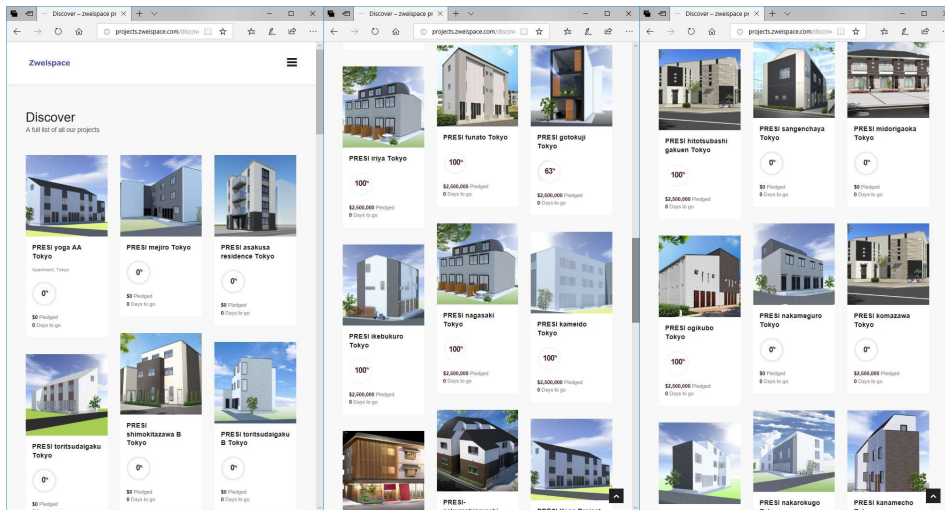 Discover – zweispace pr
projects.zweispace.com/discov
Zweispace
Discover
A full list of all our projects
PRESI yoga AA
Tokyo
Apartment, Tokyo
0%
$0 Pledged
0 Days to go
PRESI mejiro Tokyo
0%
$0 Pledged
0 Days to go
PRESI asakusa
residence Tokyo
0%
$0 Pledged
0 Days to go
PRESI toritsudaigaku
Tokyo
0%
$0 Pledged
PRESI
shimokitazawa B
Tokyo
0%
$0 Pledged
0 Days to go
PRESI toritsudaigaku
B Tokyo
0%
$0 Pledged
0 Days to go
Discover – zweispace pr
projects.zweispace.com/discov
PRESI iriya Tokyo
100%
$2,500,000 Pledged
0 Days to go
PRESI funato Tokyo
100%
$2,500,000 Pledged
0 Days to go
PRESI gotokuji
Tokyo
63%
$2,500,000 Pledged
0 Days to go
PRESI ikebukuro
Tokyo
100%
$2,500,000 Pledged
0 Days to go
PRESI nagasaki
Tokyo
100%
$2,500,000 Pledged
0 Days to go
PRESI kameido
Tokyo
100%
$2,500,000 Pledged
0 Days to go
PRESI-
Discover – zweispace pr
projects.zweispace.com/discov
PRESI hitotsubashi
gakuen Tokyo
100%
$2,500,000 Pledged
0 Days to go
PRESI sangenchaya
Tokyo
0%
$0 Pledged
0 Days to go
PRESI midorigaoka
Tokyo
0%
$0 Pledged
0 Days to go
PRESI ogikubo
Tokyo
100%
$2,500,000 Pledged
0 Days to go
PRESI nakameguro
Tokyo
0%
$0 Pledged
0 Days to go
PRESI komazawa
Tokyo
0%
$0 Pledged
0 Days to go
PRESI nakarokugo
PRESI kanamecho